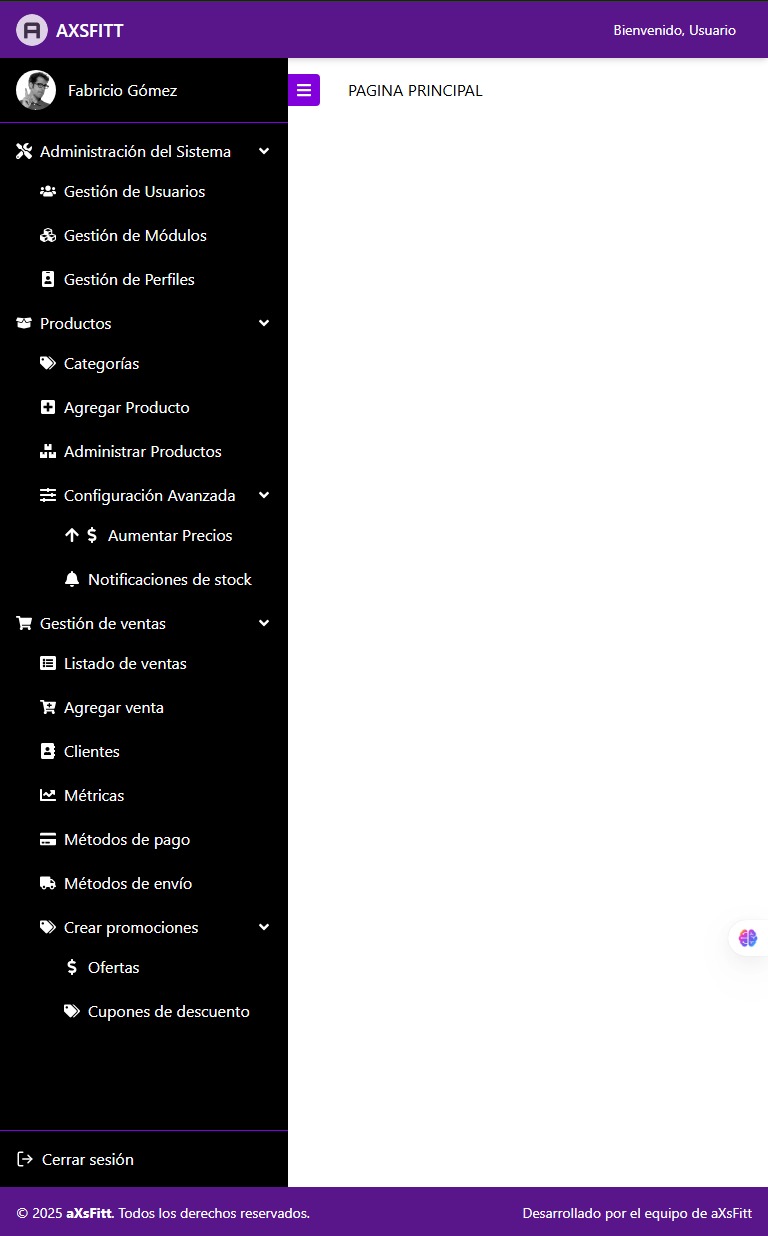 AXSFITT
Bienvenido, Usuario
Fabricio Gómez
PAGINA PRINCIPAL
Administración del Sistema
Gestión de Usuarios
Gestión de Módulos
Gestión de Perfiles
Productos
Categorías
Agregar Producto
Administrar Productos
Configuración Avanzada
$ Aumentar Precios
Notificaciones de stock
Gestión de ventas
Listado de ventas
Agregar venta
Clientes
Métricas
Métodos de pago
Métodos de envío
Crear promociones
$ Ofertas
Cupones de descuento
Cerrar sesión
© 2025 aXsFitt. Todos los derechos reservados.
Desarrollado por el equipo de aXsFitt